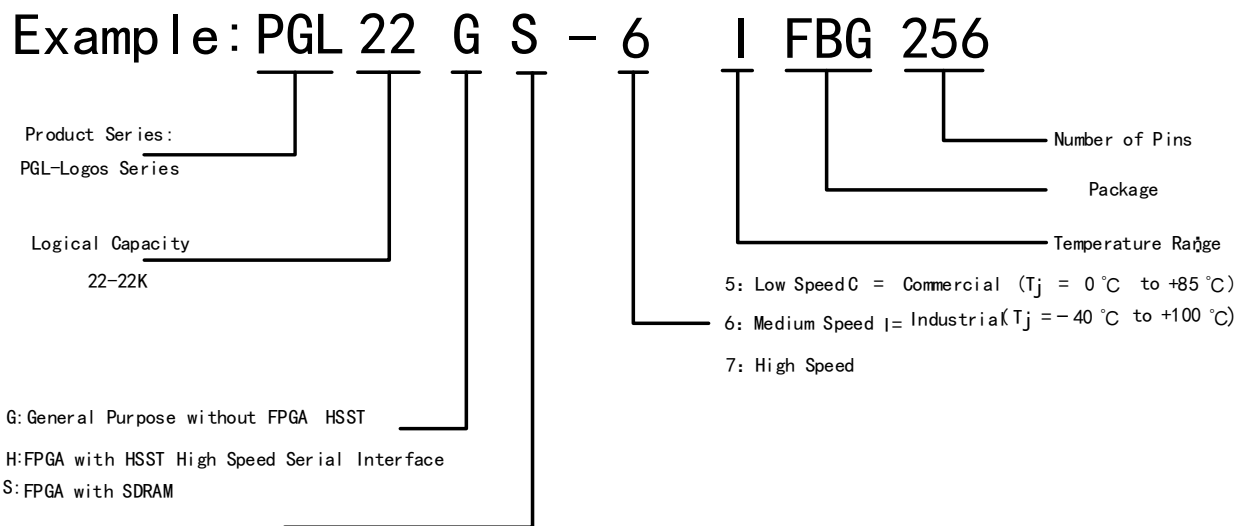 Example: PGL 22 G S - 6 I FBG 256
Product Series:
PGL-Logos Series
Number of Pins
Package
Logical Capacity
22-22K
Temperature Range
5: Low Speed C = Commercial (Tj = 0 ℃ to +85 ℃)
6: Medium Speed I= Industrial(Tj =-40 ℃ to +100 ℃)
7: High Speed
G:General Purpose without FPGA HSST
H:FPGA with HSST High Speed Serial Interface
S:FPGA with SDRAM